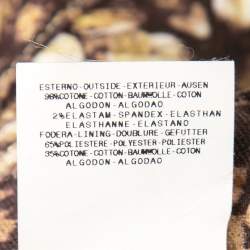 ESTERNO-OUTSIDE-EXTERIEUR-AUSEN
98%COTONE-COTTON-BAUMWOLLE-COTON
ALGODON-ALGODAO
2%ELASTAM-SPANDEX-ELASTHAN
ELASTHANNE-ELASTANO
FODERA-LINING-DOUBLURE-GEFUTTER
65%POLIESTERE-POLYESTER-POLIESTER
35%COTONE-COTTON-BAUMWOLLE-COTON
ALGODON-ALGODAO